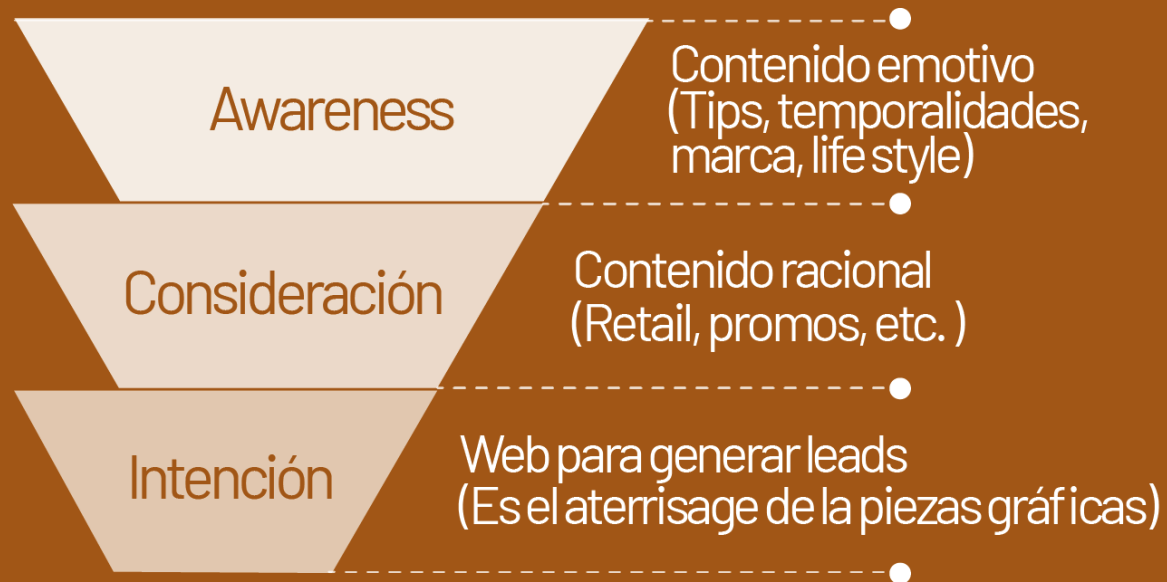 Awareness
Contenido emotivo
(Tips, temporalidades,
marca, life style)
Consideración
Contenido racional
(Retail, promos, etc. )
Intención
Web para generar leads
(Es el aterrisage de la piezas gráficas)